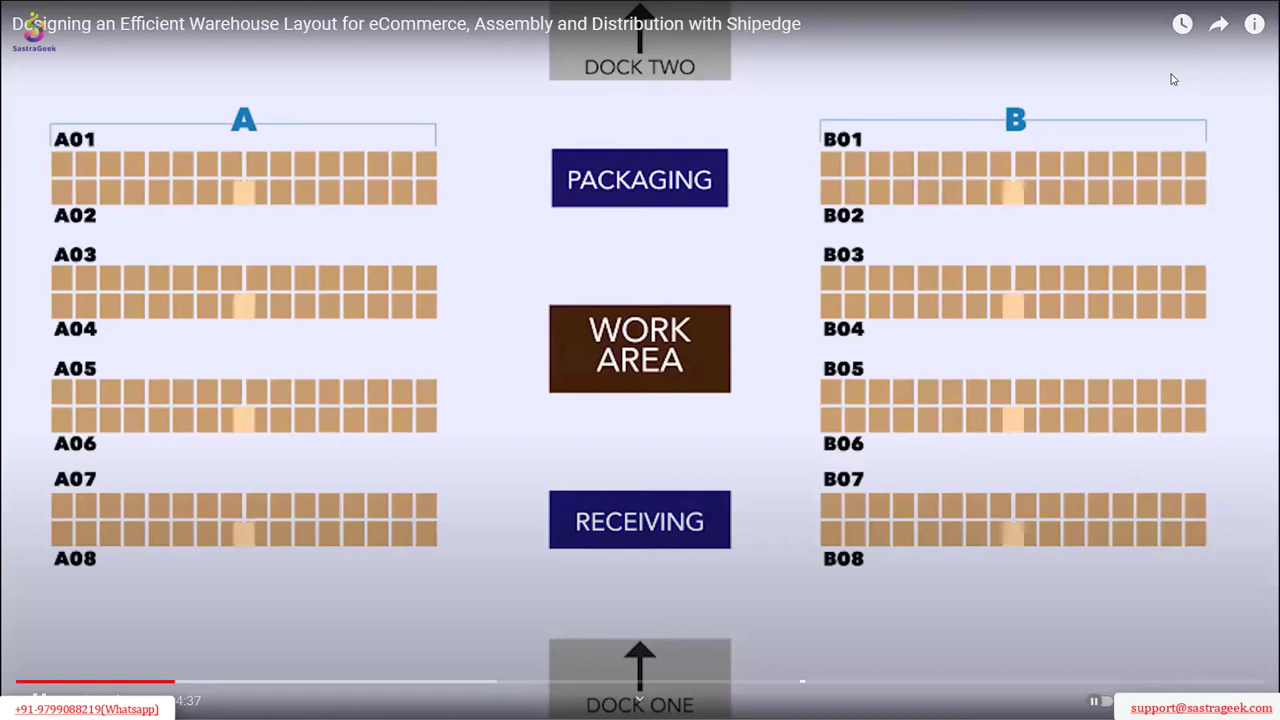 Designing an Efficient Warehouse Layout for eCommerce, Assembly and Distribution with Shipedge
SastraGeek
DOCK TWO
A
B
A01
B01
PACKAGING
A02
B02
A03
B03
WORK
AREA
A04
B04
A05
B05
A06
B06
A07
B07
RECEIVING
A08
B08
DOCK ONE
4:37
+91-9799088219(Whatsapp)
support@sastrageek.com